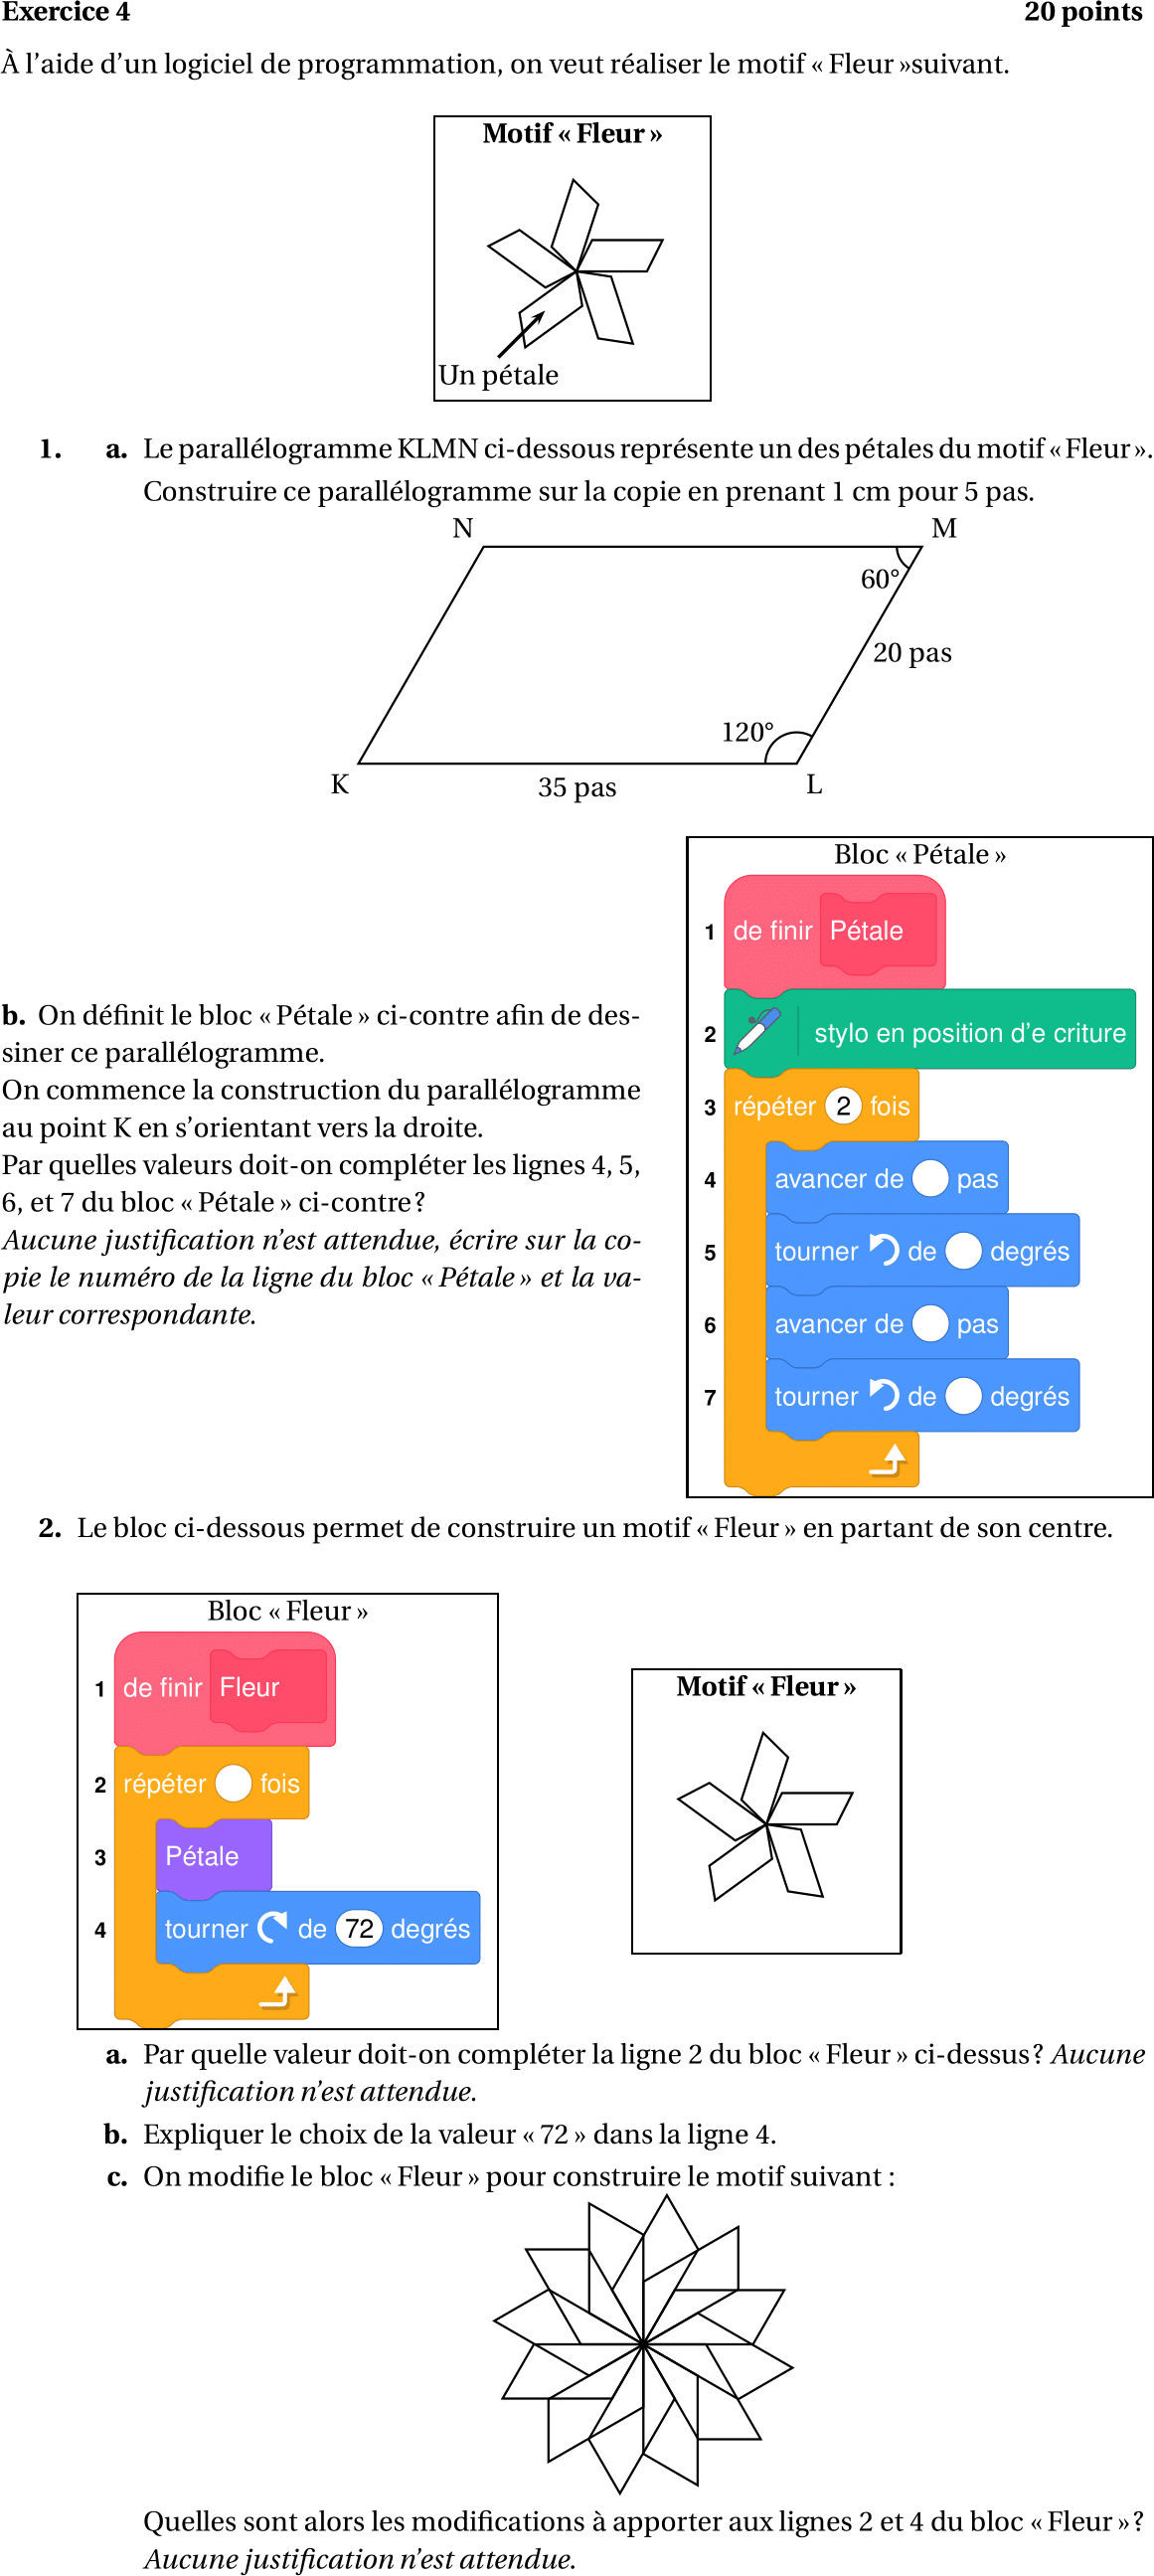 Exercice 4 20 points
À l’aide d’un logiciel de programmation, on veut réaliser le motif « Fleur »suivant.
Motif « Fleur »
Un pétale
1. a. Le parallélogramme KLMN ci-dessous représente un des pétales du motif « Fleur ».
Construire ce parallélogramme sur la copie en prenant 1 cm pour 5 pas.
N M
60°
20 pas
120°
K L
35 pas
b. On définit le bloc « Pétale » ci-contre afin de des-
siner ce parallélogramme.
On commence la construction du parallélogramme
au point K en s’orientant vers la droite.
Par quelles valeurs doit-on compléter les lignes 4, 5,
6, et 7 du bloc « Pétale » ci-contre ?
Aucune justification n’est attendue, écrire sur la co-
pie le numéro de la ligne du bloc « Pétale » et la va-
leur correspondante.
Bloc « Pétale »
1 de finir Pétale
2 stylo en position d’e criture
3 répéter 2 fois
4 avancer de pas
5 tourner de degrés
6 avancer de pas
7 tourner de degrés
2. Le bloc ci-dessous permet de construire un motif « Fleur » en partant de son centre.
Bloc « Fleur »
1 de finir Fleur
2 répéter fois
3 Pétale
4 tourner de 72 degrés
Motif « Fleur »
a. Par quelle valeur doit-on compléter la ligne 2 du bloc « Fleur » ci-dessus ? Aucune
justification n’est attendue.
b. Expliquer le choix de la valeur « 72 » dans la ligne 4.
c. On modifie le bloc « Fleur » pour construire le motif suivant :
Quelles sont alors les modifications à apporter aux lignes 2 et 4 du bloc « Fleur » ?
Aucune justification n’est attendue.